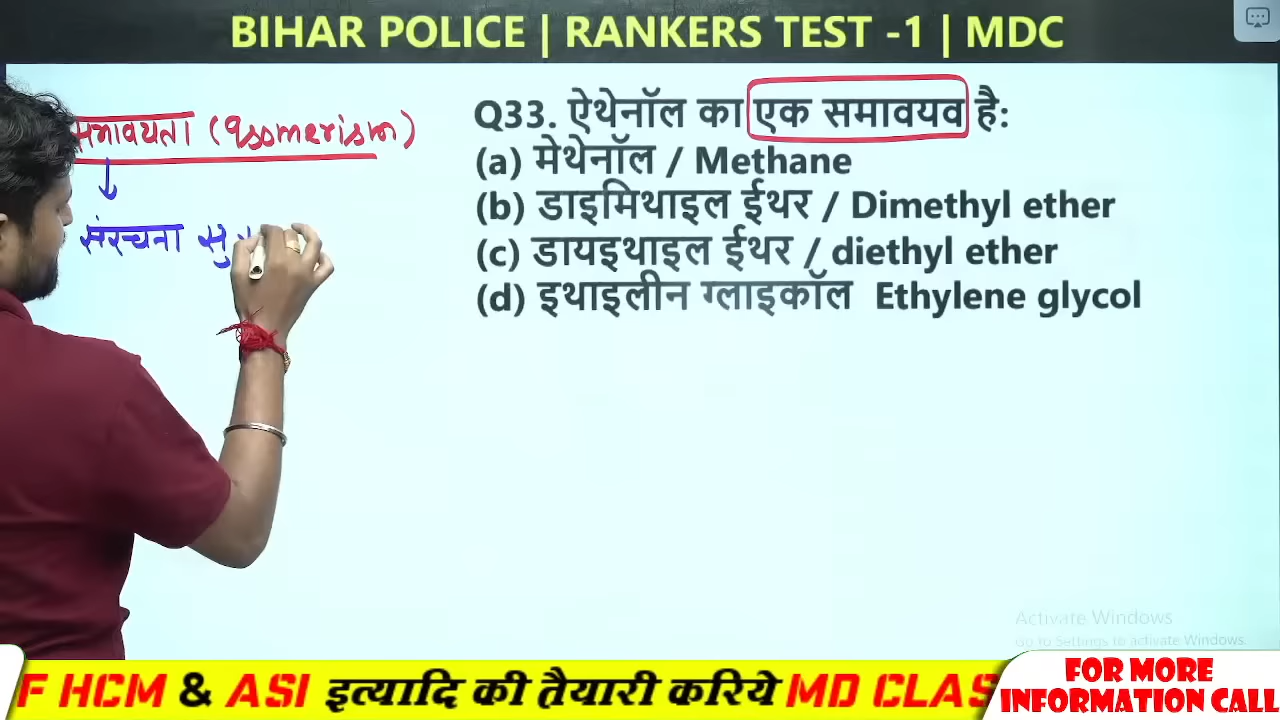 BIHAR POLICE | RANKERS TEST -1 | MDC
समावयता (Isomerism)
संरचना
Q33. ऐथेनॉल का एक समावयव है:
(a) मेथेनॉल / Methane
(b) डाइमिथाइल ईथर / Dimethyl ether
(c) डायइथाइल ईथर / diethyl ether
(d) इथाइलीन ग्लाइकॉल Ethylene glycol
Activate Windows
Go to Settings to activate Windows.
F HCM & ASI इत्यादि की तैयारी करिये MD CLAS
FOR MORE
INFORMATION CALL